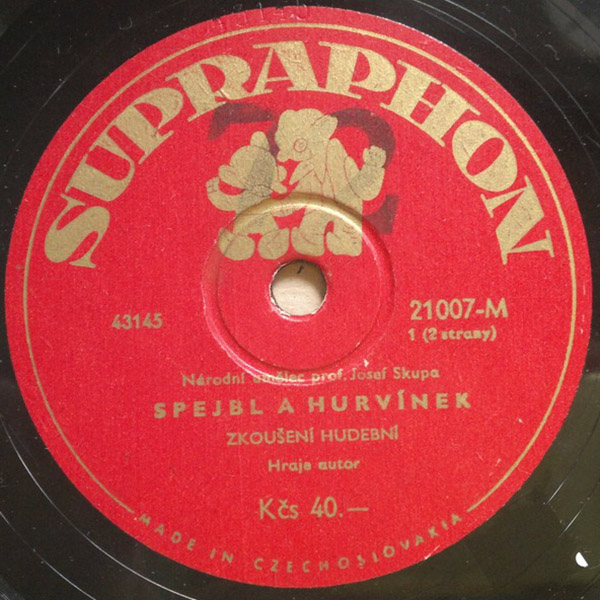 SUPRAPHON
43145
21007-M
1 (2 strany)
Národní umělec prof. Josef Skupa
SPEJBL A HURVÍNEK
ZKOUŠENÍ HUDEBNÍ
Hraje autor
Kčs 40.—
MADE IN CZECHOSLOVAKIA